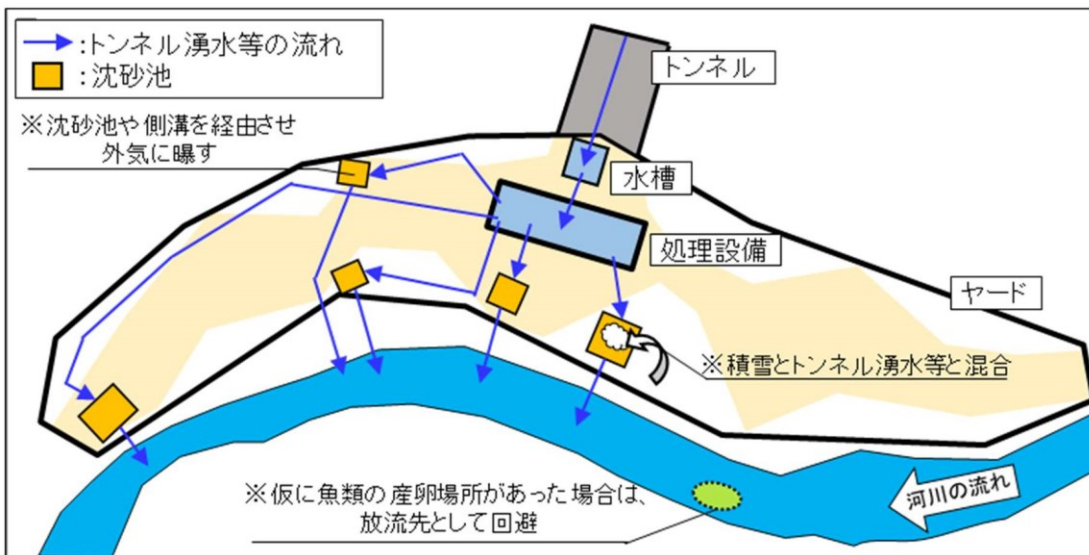 :トンネル湧水等の流れ
:沈砂池
※沈砂池や側溝を経由させ
外気に曝す
トンネル
水槽
処理設備
ヤード
※積雪とトンネル湧水等と混合
※仮に魚類の産卵場所があった場合は、
放流先として回避
河川の流れ